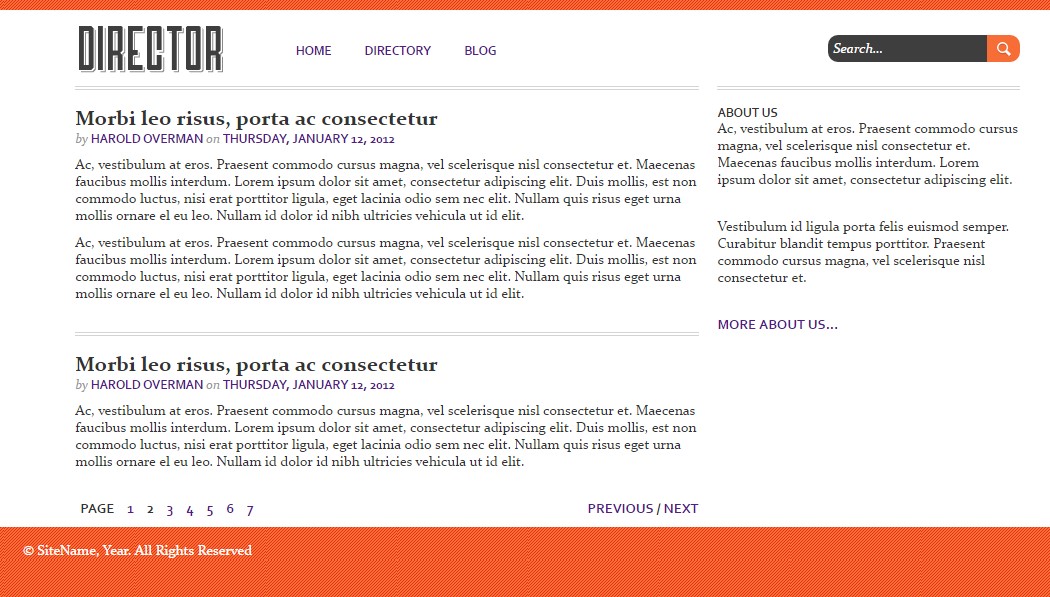 DIRECTOR
HOME DIRECTORY BLOG
Search...
Morbi leo risus, porta ac consectetur
by HAROLD OVERMAN on THURSDAY, JANUARY 12, 2012
Ac, vestibulum at eros. Praesent commodo cursus magna, vel scelerisque nisl consectetur et. Maecenas
faucibus mollis interdum. Lorem ipsum dolor sit amet, consectetur adipiscing elit. Duis mollis, est non
commodo luctus, nisi erat porttitor ligula, eget lacinia odio sem nec elit. Nullam quis risus eget urna
mollis ornare el eu leo. Nullam id dolor id nibh ultricies vehicula ut id elit.
Ac, vestibulum at eros. Praesent commodo cursus magna, vel scelerisque nisl consectetur et. Maecenas
faucibus mollis interdum. Lorem ipsum dolor sit amet, consectetur adipiscing elit. Duis mollis, est non
commodo luctus, nisi erat porttitor ligula, eget lacinia odio sem nec elit. Nullam quis risus eget urna
mollis ornare el eu leo. Nullam id dolor id nibh ultricies vehicula ut id elit.
Morbi leo risus, porta ac consectetur
by HAROLD OVERMAN on THURSDAY, JANUARY 12, 2012
Ac, vestibulum at eros. Praesent commodo cursus magna, vel scelerisque nisl consectetur et. Maecenas
faucibus mollis interdum. Lorem ipsum dolor sit amet, consectetur adipiscing elit. Duis mollis, est non
commodo luctus, nisi erat porttitor ligula, eget lacinia odio sem nec elit. Nullam quis risus eget urna
mollis ornare el eu leo. Nullam id dolor id nibh ultricies vehicula ut id elit.
PAGE 1 2 3 4 5 6 7
PREVIOUS / NEXT
ABOUT US
Ac, vestibulum at eros. Praesent commodo cursus
magna, vel scelerisque nisl consectetur et.
Maecenas faucibus mollis interdum. Lorem
ipsum dolor sit amet, consectetur adipiscing elit.
Vestibulum id ligula porta felis euismod semper.
Curabitur blandit tempus porttitor. Praesent
commodo cursus magna, vel scelerisque nisl
consectetur et.
MORE ABOUT US...
© SiteName, Year. All Rights Reserved